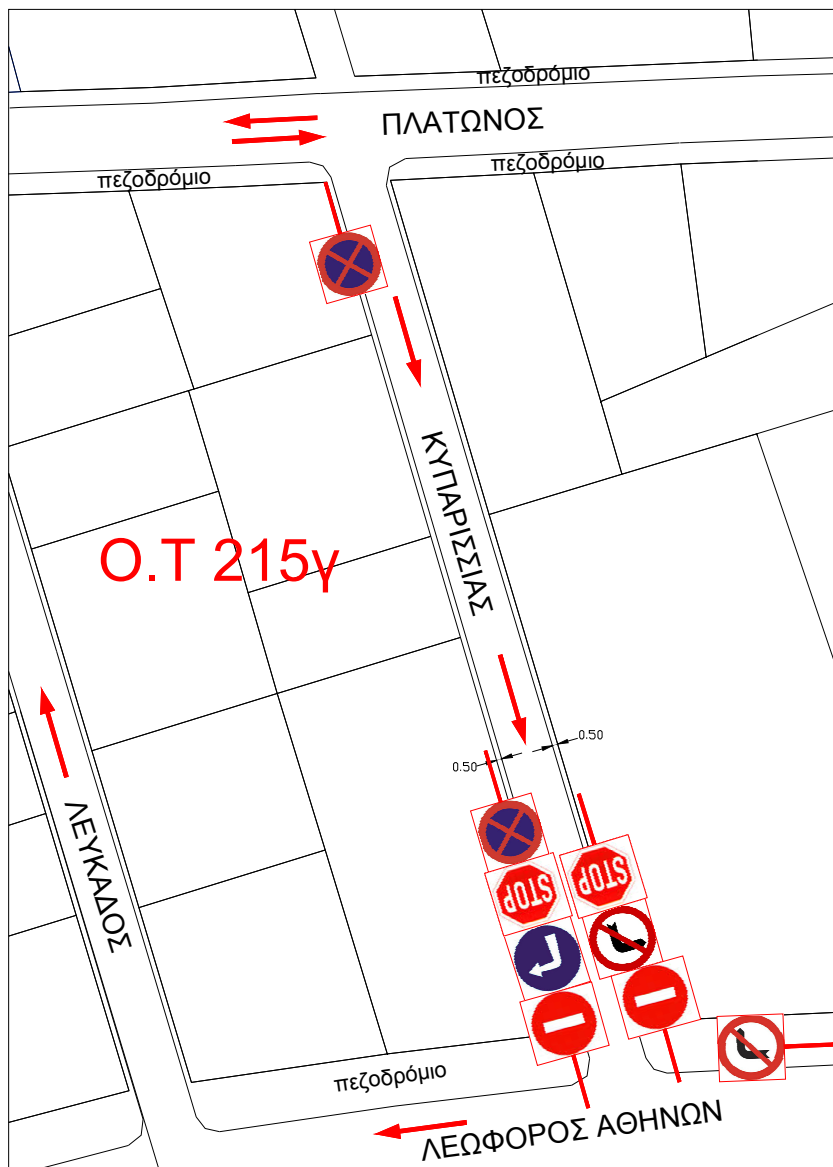 πεζοδρόμιο
ΠΛΑΤΩΝΟΣ
πεζοδρόμιο
πεζοδρόμιο
ΚΥΠΑΡΙΣΣΙΑΣ
Ο.Τ 215γ
0.50
0.50
ΛΕΥΚΑΔΟΣ
STOP
STOP
πεζοδρόμιο
ΛΕΩΦΟΡΟΣ ΑΘΗΝΩΝ